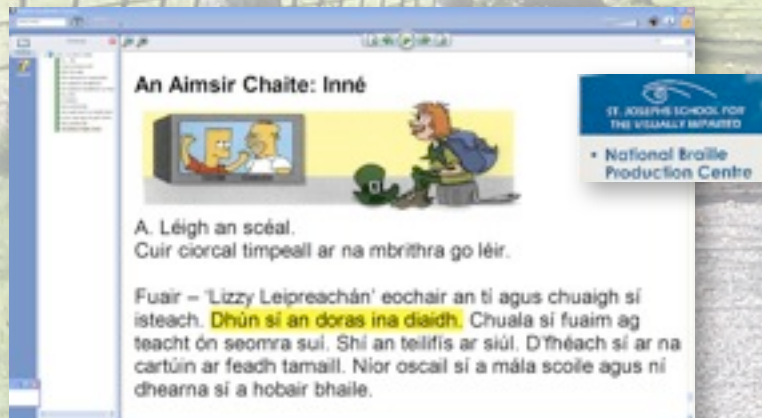 An Aimsir Chaite: Inné
ST. JOSEPHS SCHOOL FOR
THE VISUALLY IMPAIRED
• National Braille
Production Centre
A. Léigh an scéal.
Cuir ciorcal timpeall ar na mbrithra go léir.
Fuair – 'Lizzy Leipreachán' eochair an tí agus chuaigh sí
isteach. Dhún sí an doras ina diaidh. Chuala sí fuaim ag
teacht ón seomra suí. Shí an teilifís ar siúl. D'fhéach sí ar na
cartúin ar feadh tamaill. Níor oscail sí a mála scoile agus ní
dhearna sí a hobair bhaile.